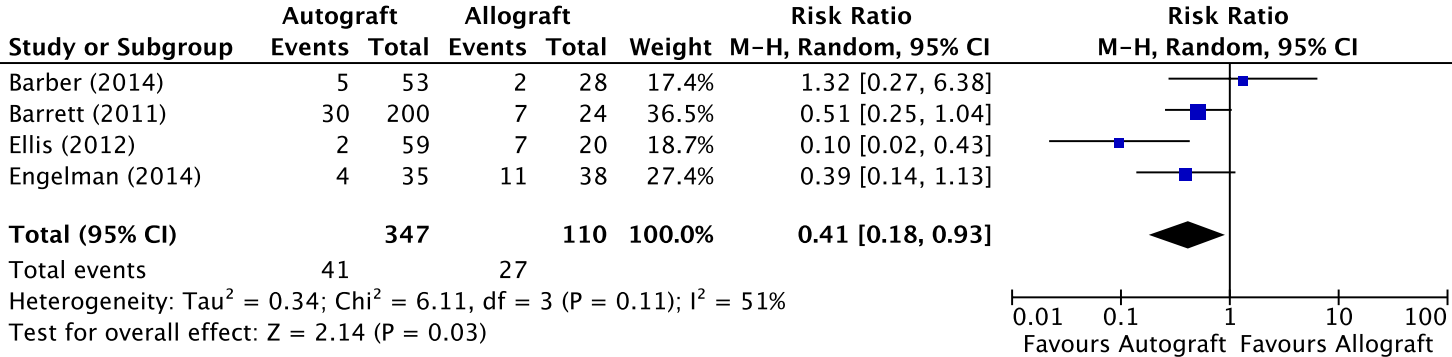 Autograft Allograft Risk Ratio Risk Ratio
Study or Subgroup Events Total Events Total Weight M-H, Random, 95% CI M-H, Random, 95% CI
Barber (2014) 5 53 2 28 17.4% 1.32 [0.27, 6.38]
Barrett (2011) 30 200 7 24 36.5% 0.51 [0.25, 1.04]
Ellis (2012) 2 59 7 20 18.7% 0.10 [0.02, 0.43]
Engelman (2014) 4 35 11 38 27.4% 0.39 [0.14, 1.13]
Total (95% CI) 347 110 100.0% 0.41 [0.18, 0.93]
Total events 41 27
Heterogeneity: Tau² = 0.34; Chi² = 6.11, df = 3 (P = 0.11); I² = 51%
Test for overall effect: Z = 2.14 (P = 0.03)
0.01 0.1 1 10 100
Favours Autograft Favours Allograft